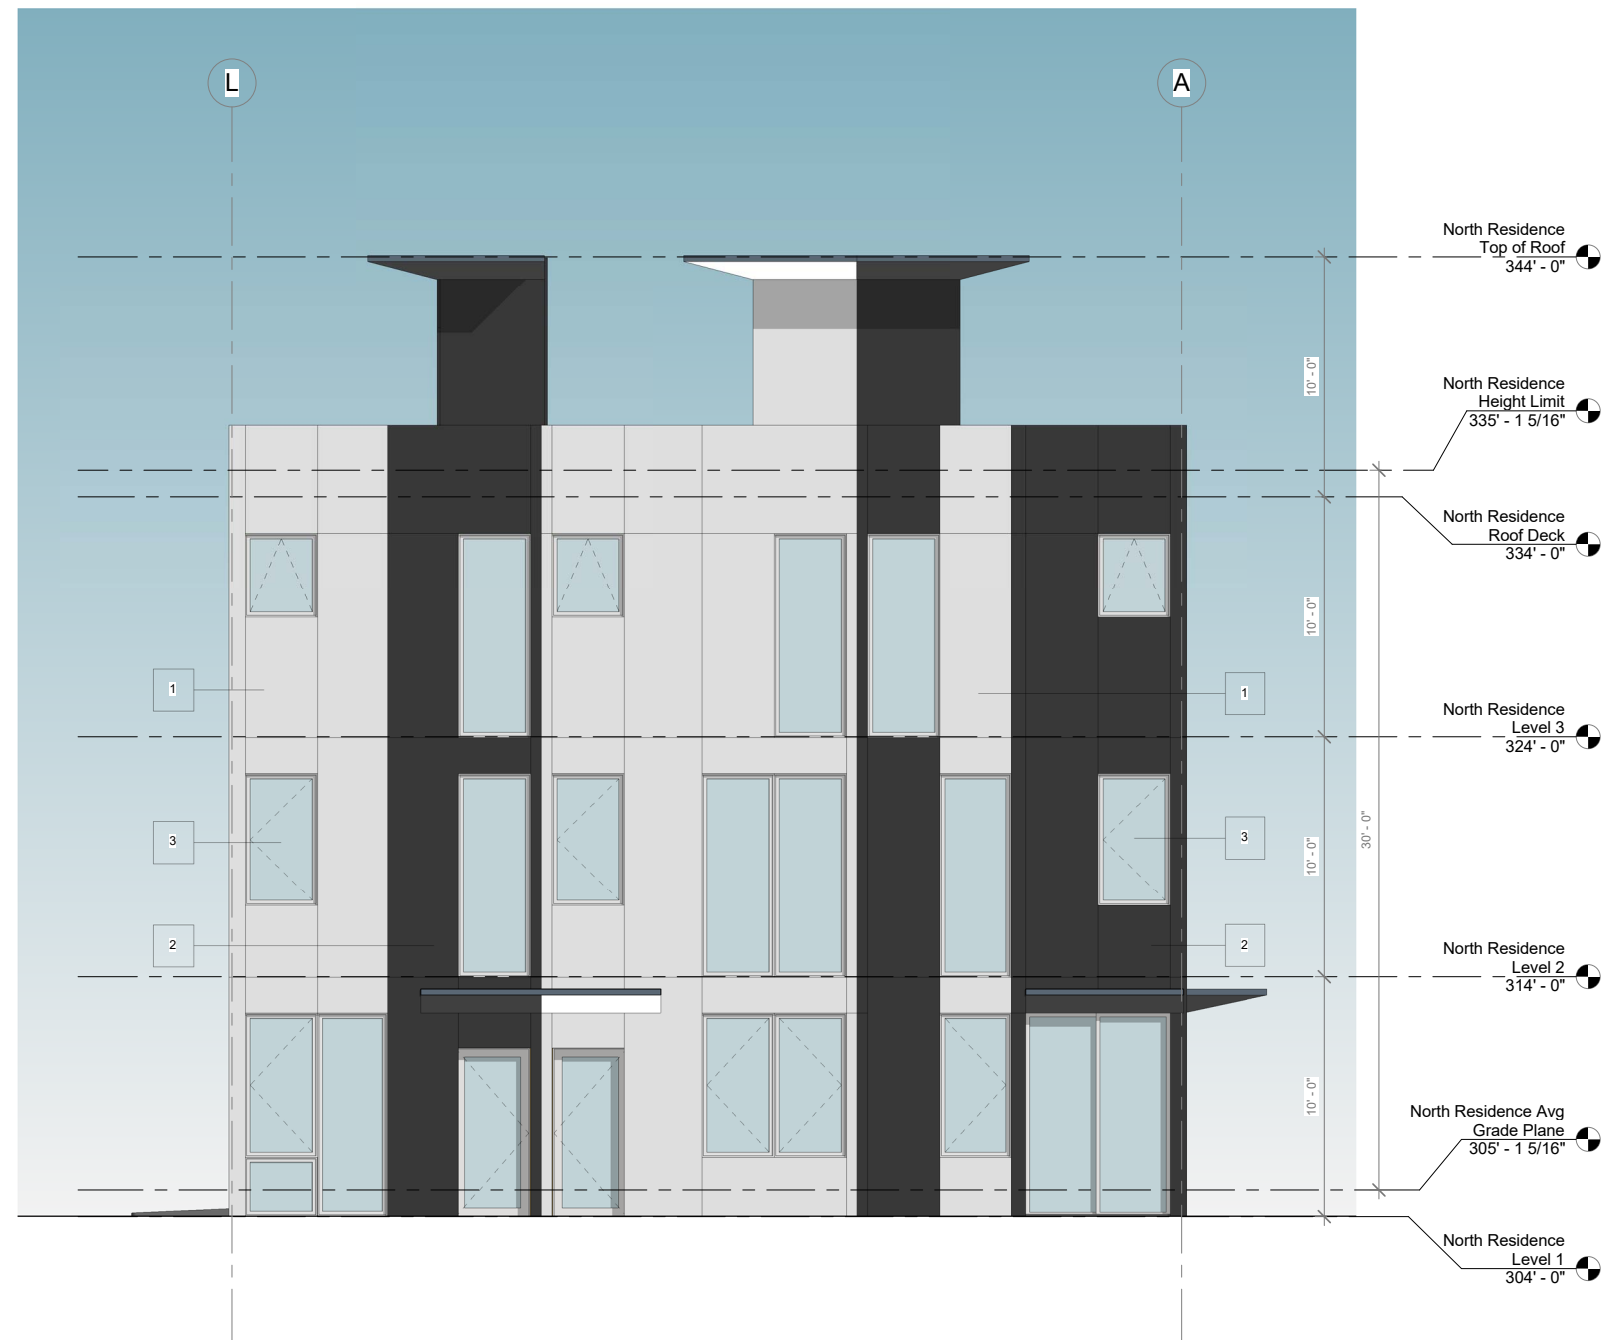 L
A
North Residence
Top of Roof
344' - 0"
10' - 0"
North Residence
Height Limit
335' - 1 5/16"
North Residence
Roof Deck
334' - 0"
10' - 0"
1
1
North Residence
Level 3
324' - 0"
3
3
30' - 0"
10' - 0"
2
2
North Residence
Level 2
314' - 0"
10' - 0"
North Residence Avg
Grade Plane
305' - 1 5/16"
North Residence
Level 1
304' - 0"